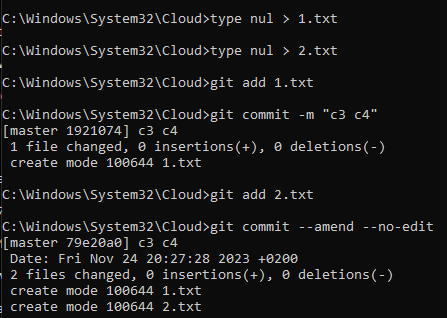 C:\Windows\System32\Cloud>type nul > 1.txt
C:\Windows\System32\Cloud>type nul > 2.txt
C:\Windows\System32\Cloud>git add 1.txt
C:\Windows\System32\Cloud>git commit -m "c3 c4"
[master 1921074] c3 c4
 1 file changed, 0 insertions(+), 0 deletions(-)
 create mode 100644 1.txt
C:\Windows\System32\Cloud>git add 2.txt
C:\Windows\System32\Cloud>git commit --amend --no-edit
[master 79e20a0] c3 c4
 Date: Fri Nov 24 20:27:28 2023 +0200
 2 files changed, 0 insertions(+), 0 deletions(-)
 create mode 100644 1.txt
 create mode 100644 2.txt